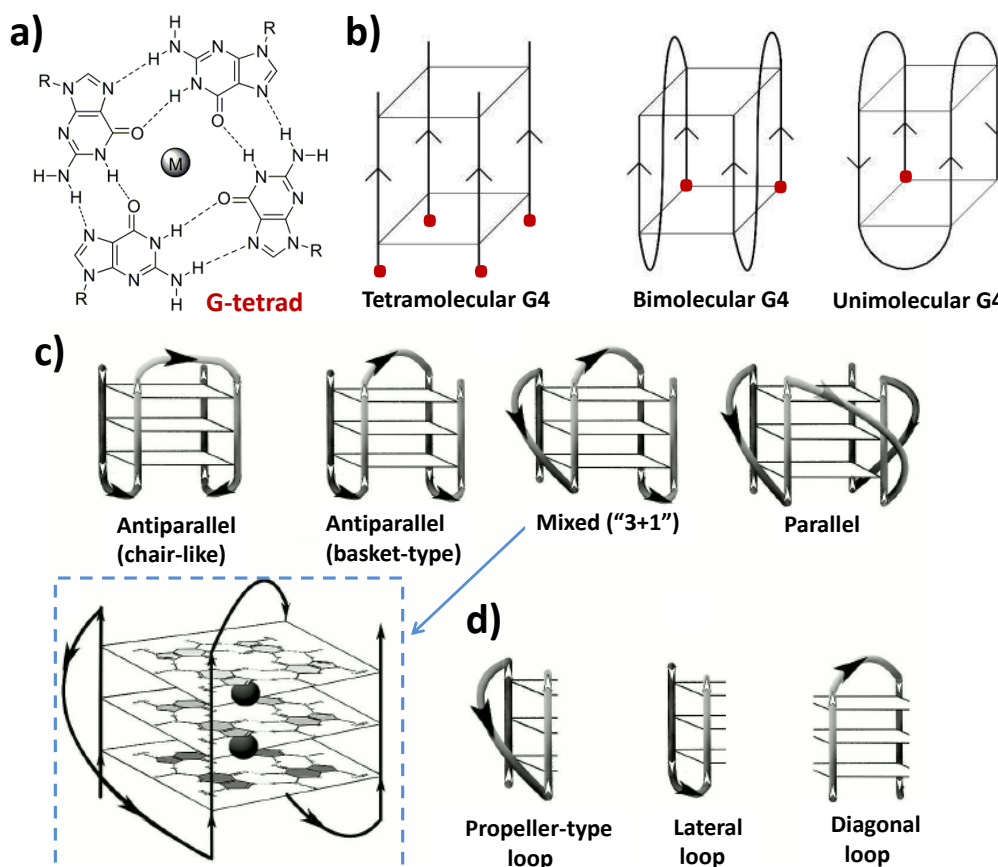 a)
b)
H
N
N
R
N
H
N
N
H
N
N
R
N
H
N
O
O
N
N
H
M
H
N
H
H
N
N
N
H
N
H
O
N
O
N
H
N
N
R
N
N
H
N
N
R
H
G-tetrad
Tetramolecular G4
Bimolecular G4
Unimolecular G4
c)
Antiparallel
(chair-like)
Antiparallel
(basket-type)
Mixed (“3+1”)
Parallel
d)
Propeller-type
loop
Lateral
loop
Diagonal
loop